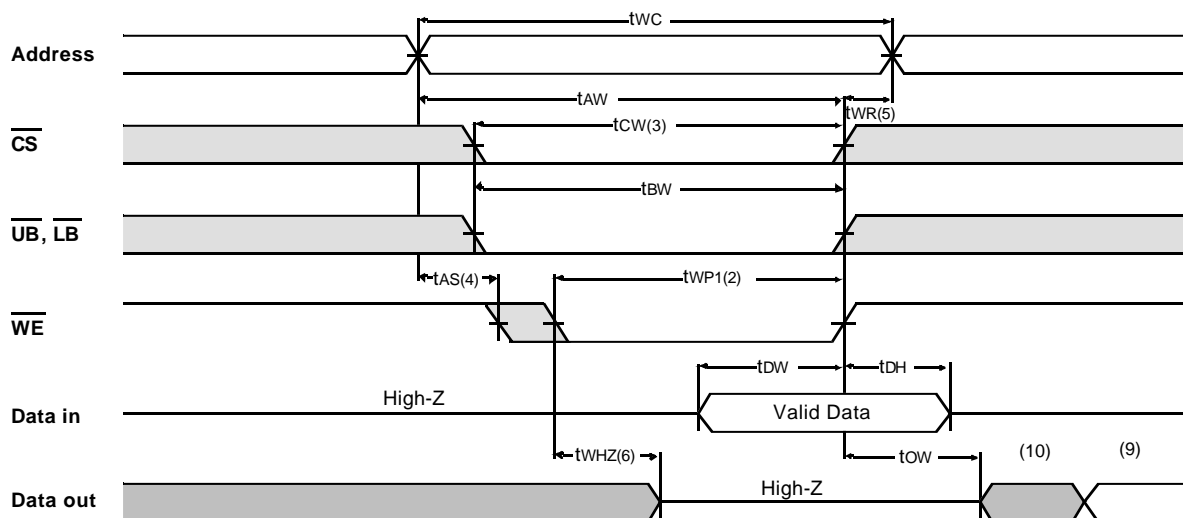 tWC
Address
tAW
tWR(5)
tCW(3)
CS
tBW
UB, LB
tAS(4)
tWP1(2)
WE
tDW
tDH
High-Z
Data in
Valid Data
tWHZ(6)
tOW
(10)
(9)
High-Z
Data out